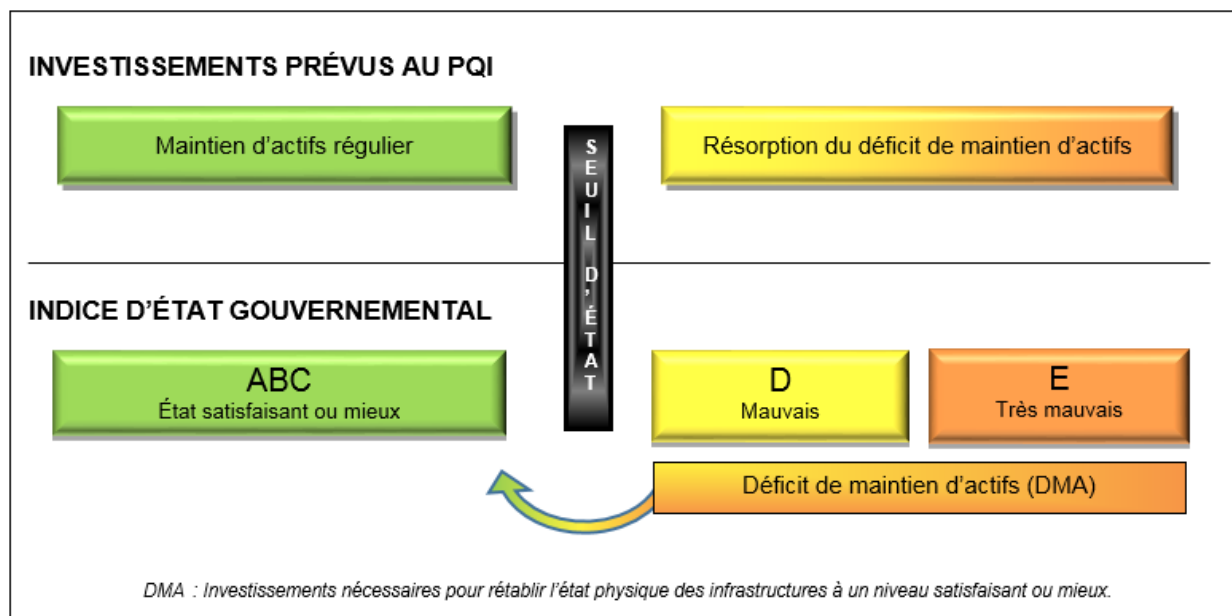 INVESTISSEMENTS PRÉVUS AU PQI
Maintien d'actifs régulier
Résorption du déficit de maintien d'actifs
SEUIL D'ÉTAT
INDICE D'ÉTAT GOUVERNEMENTAL
ABC
État satisfaisant ou mieux
D
Mauvais
E
Très mauvais
Déficit de maintien d'actifs (DMA)
DMA : Investissements nécessaires pour rétablir l'état physique des infrastructures à un niveau satisfaisant ou mieux.